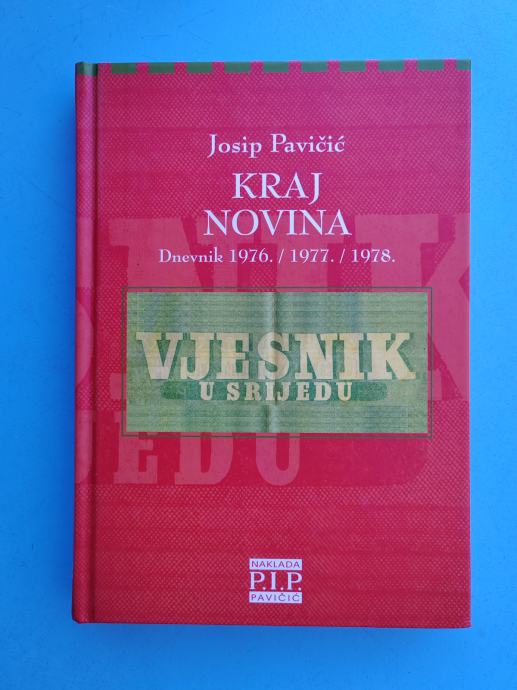 Josip Pavičić
KRAJ
NOVINA
Dnevnik 1976. / 1977. / 1978.
VJESNIK
U SRIJEDU
NAKLADA
P.I.P.
PAVIČIĆ